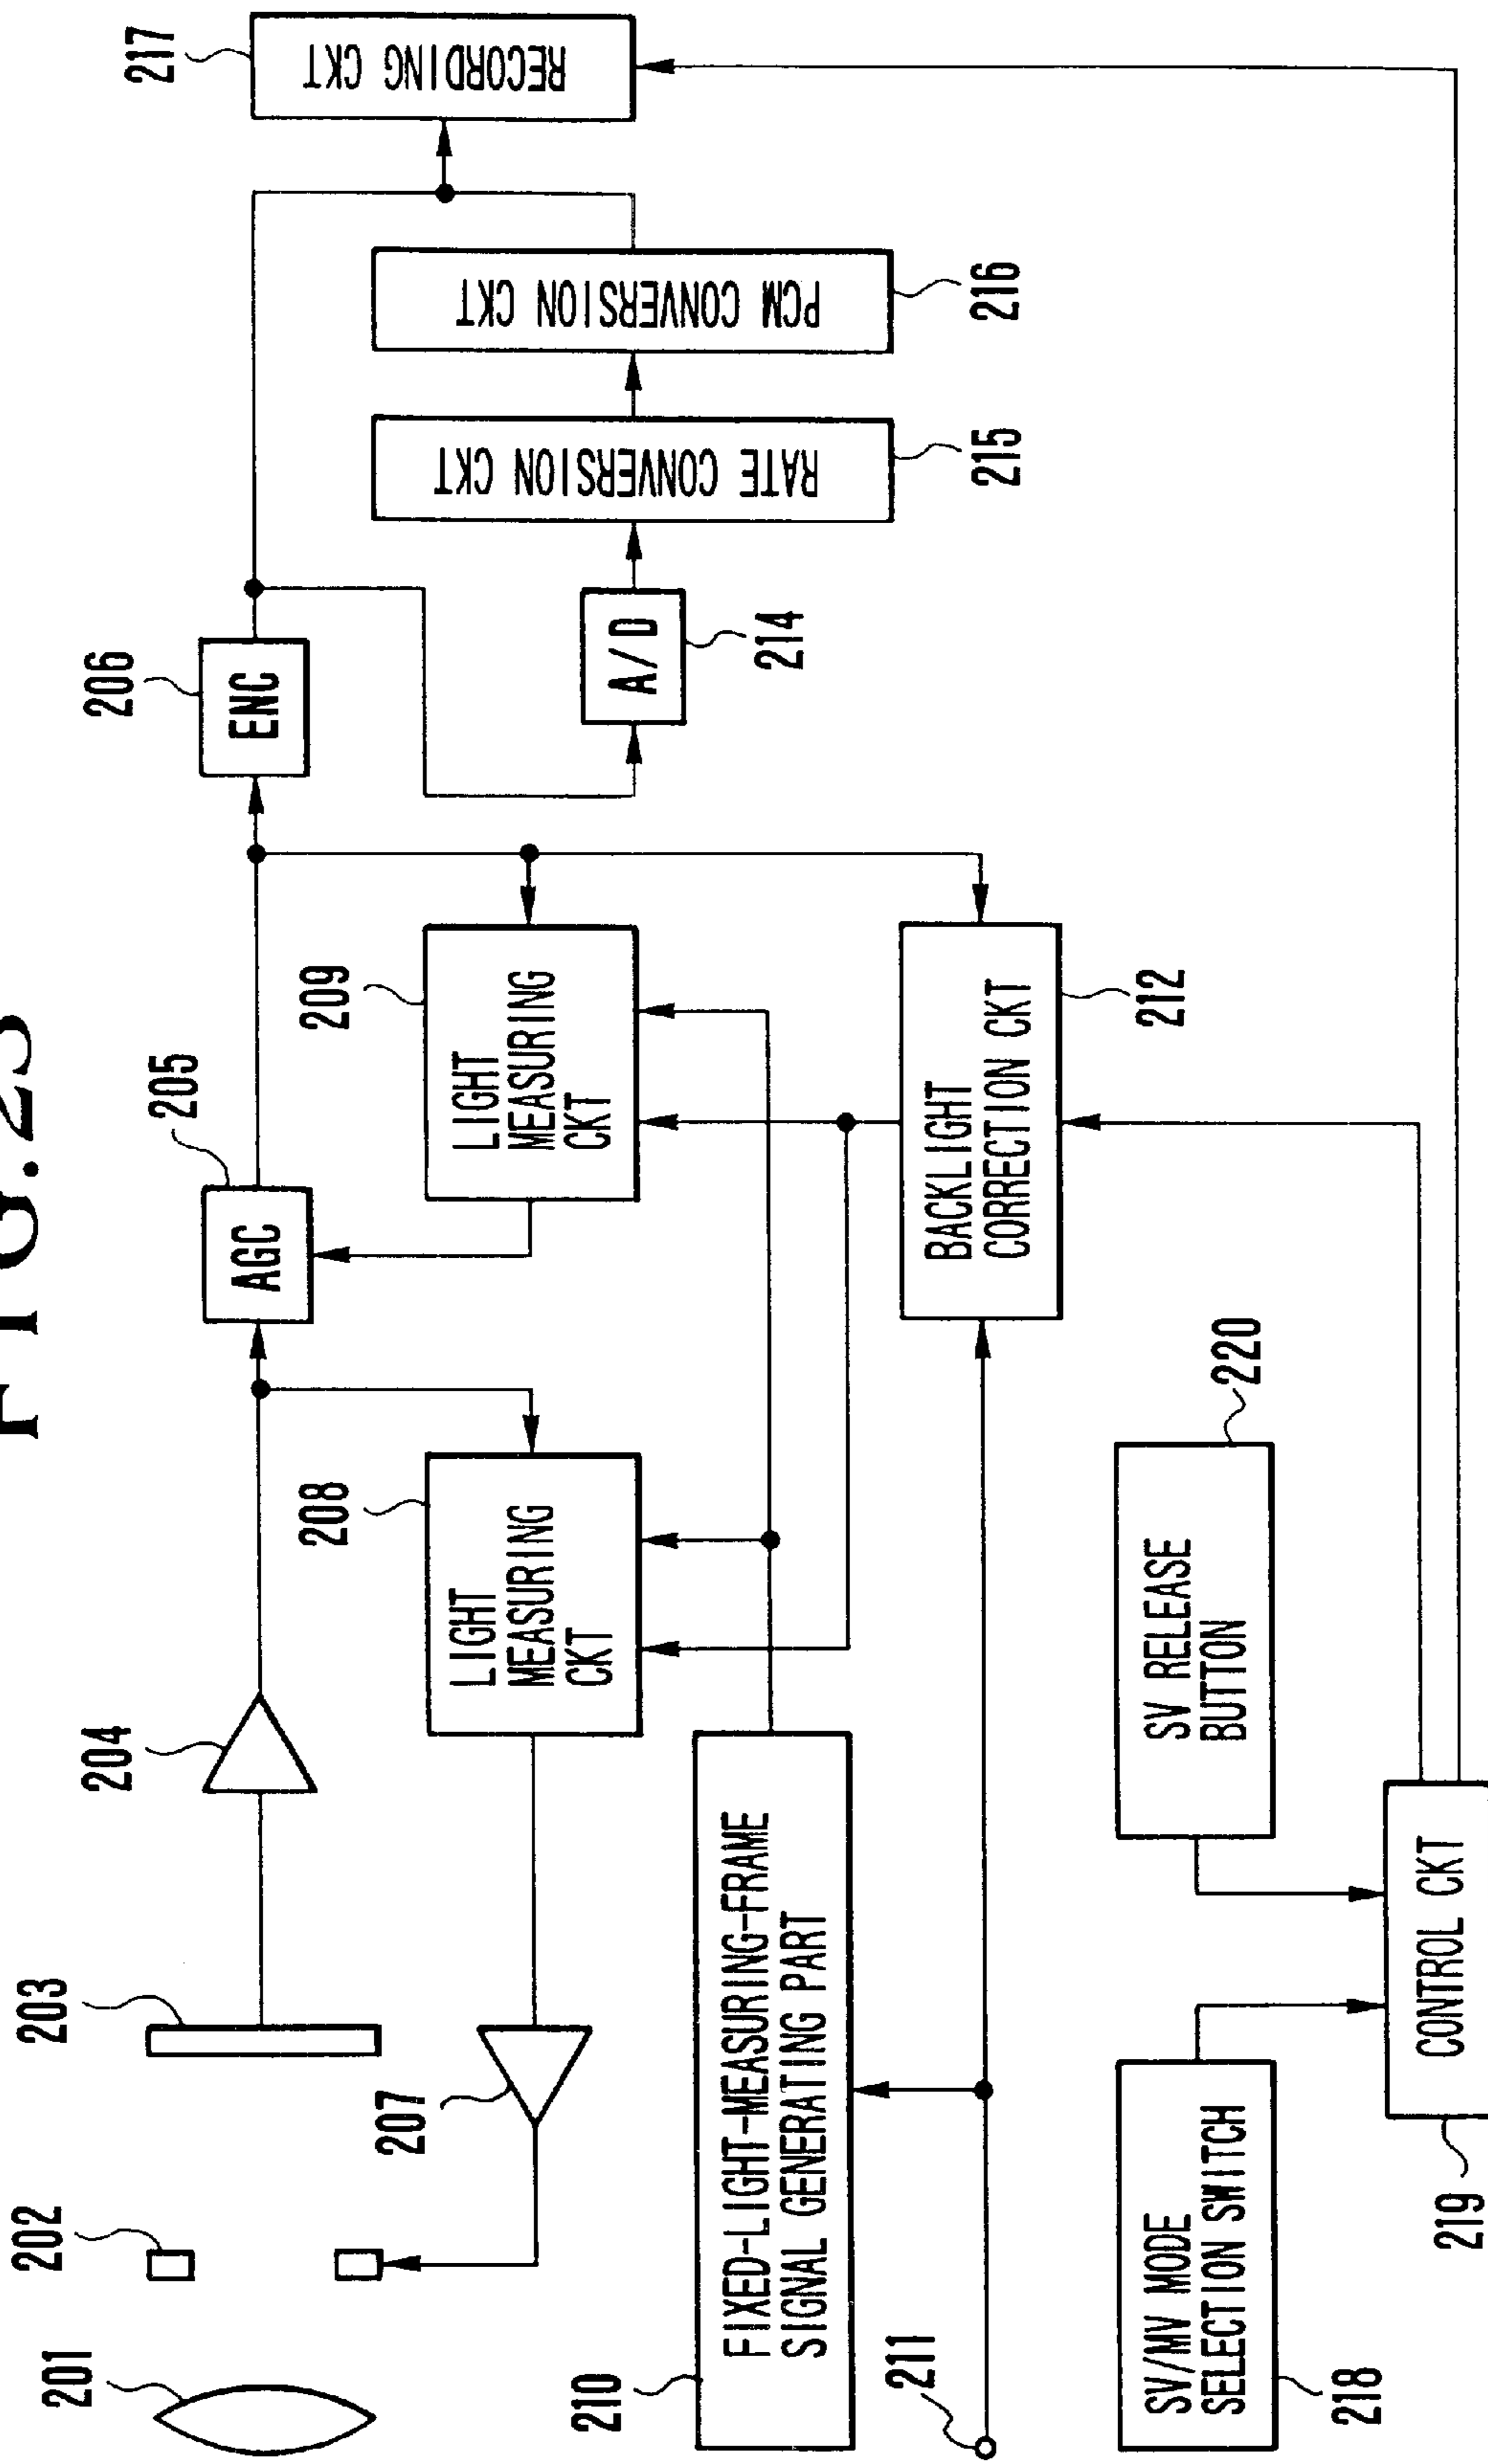 FIG.23
201
202
203
204
205
206
217
RECORDING CKT
AGC
ENC
207
208
LIGHT
MEASURING
CKT
209
LIGHT
MEASURING
CKT
A/D
214
RATE CONVERSION CKT
215
PCM CONVERSION CKT
216
210
FIXED-LIGHT-MEASURING-FRAME
SIGNAL GENERATING PART
211
BACKLIGHT
CORRECTION CKT
212
SV/MV MODE
SELECTION SWITCH
218
SV RELEASE
BUTTON
220
CONTROL CKT
219